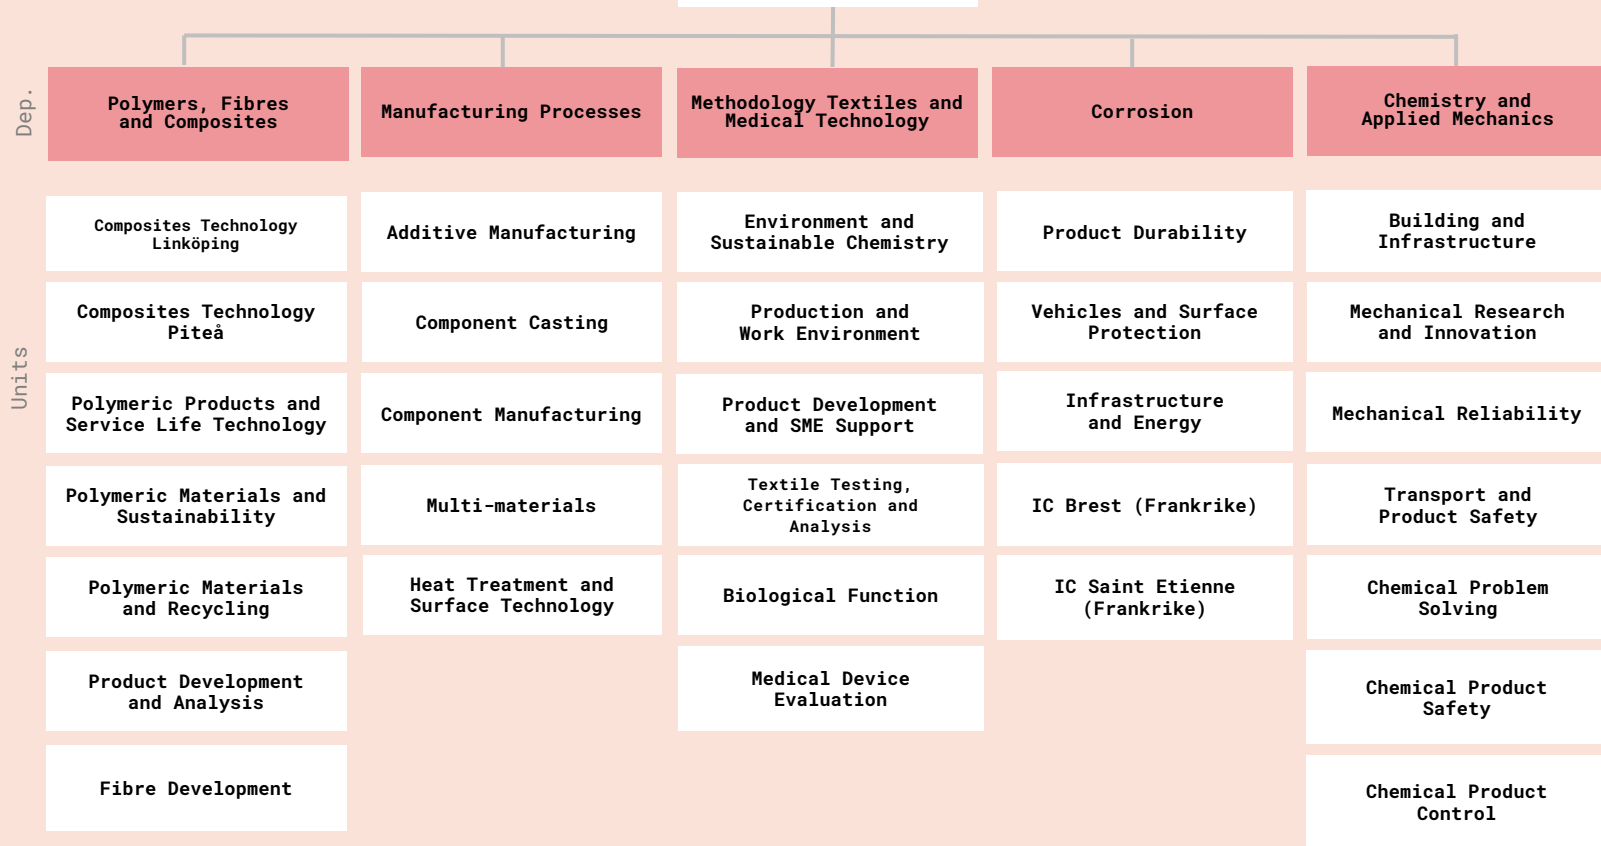 Dep.
Polymers, Fibres
and Composites
Manufacturing Processes
Methodology Textiles and
Medical Technology
Corrosion
Chemistry and
Applied Mechanics
Units
Composites Technology
Linköping
Composites Technology
Piteå
Polymeric Products and
Service Life Technology
Polymeric Materials and
Sustainability
Polymeric Materials
and Recycling
Product Development
and Analysis
Fibre Development
Additive Manufacturing
Component Casting
Component Manufacturing
Multi-materials
Heat Treatment and
Surface Technology
Environment and
Sustainable Chemistry
Production and
Work Environment
Product Development
and SME Support
Textile Testing,
Certification and
Analysis
Biological Function
Medical Device
Evaluation
Product Durability
Vehicles and Surface
Protection
Infrastructure
and Energy
IC Brest (Frankrike)
IC Saint Etienne
(Frankrike)
Building and
Infrastructure
Mechanical Research
and Innovation
Mechanical Reliability
Transport and
Product Safety
Chemical Problem
Solving
Chemical Product
Safety
Chemical Product
Control